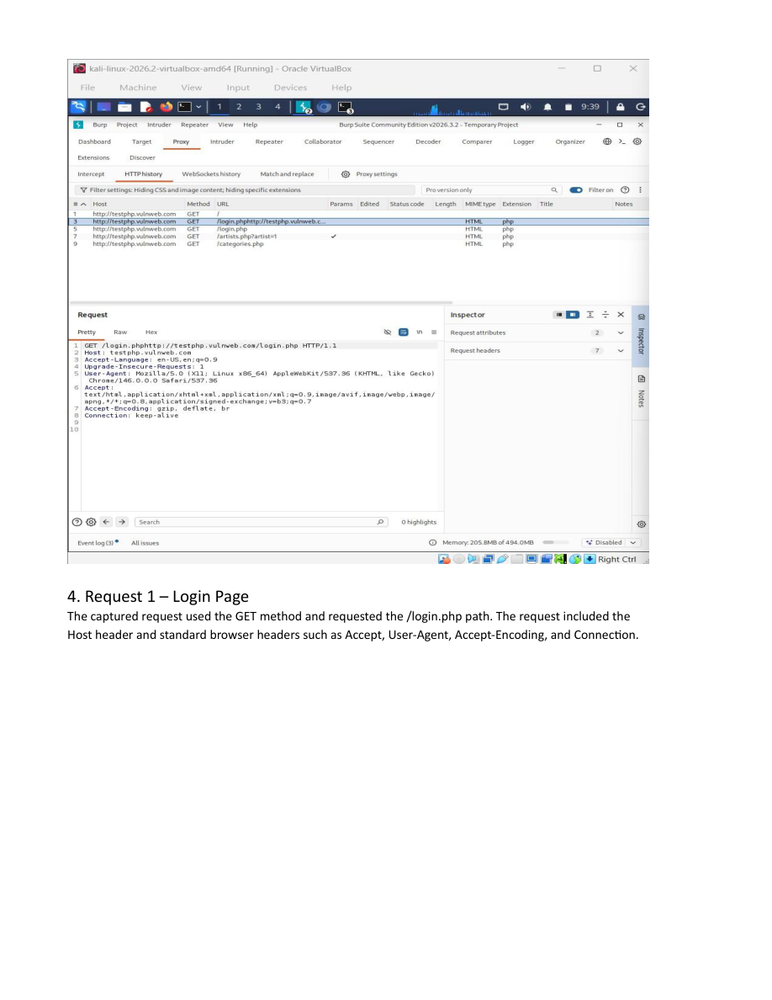 kali-linux-2026.2-virtualbox-amd64 [Running] - Oracle VirtualBox
File Machine View Input Devices Help
1 2 3 4 2 3 9:39
Burp Project Intruder Repeater View Help Burp Suite Community Edition v2026.3.2 - Temporary Project
Dashboard Target Proxy Intruder Repeater Collaborator Sequencer Decoder Comparer Logger Organizer
Extensions Discover
Intercept HTTP history WebSockets history Match and replace Proxy settings
Filter settings: Hiding CSS and image content; hiding specific extensions Pro version only Filter on
# Host Method URL Params Edited Status code Length MIME type Extension Title Notes
1 http://testphp.vulnweb.com GET /
3 http://testphp.vulnweb.com GET /login.phphttp://testphp.vulnweb.c... HTML php
5 http://testphp.vulnweb.com GET /login.php HTML php
7 http://testphp.vulnweb.com GET /artists.php?artist=1 ✓ HTML php
9 http://testphp.vulnweb.com GET /categories.php HTML php
Request Inspector
Pretty Raw Hex \n
Request attributes 2
Request headers 7
Inspector
Notes
1 GET /login.phphttp://testphp.vulnweb.com/login.php HTTP/1.1
2 Host: testphp.vulnweb.com
3 Accept-Language: en-US,en;q=0.9
4 Upgrade-Insecure-Requests: 1
5 User-Agent: Mozilla/5.0 (X11; Linux x86_64) AppleWebKit/537.36 (KHTML, like Gecko)
Chrome/146.0.0.0 Safari/537.36
6 Accept:
text/html,application/xhtml+xml,application/xml;q=0.9,image/avif,image/webp,image/
apng,*/*;q=0.8,application/signed-exchange;v=b3;q=0.7
7 Accept-Encoding: gzip, deflate, br
8 Connection: keep-alive
9
10
Search 0 highlights
Event log (3) All issues Memory: 205.8MB of 494.0MB Disabled
Right Ctrl
4. Request 1 – Login Page
The captured request used the GET method and requested the /login.php path. The request included the
Host header and standard browser headers such as Accept, User-Agent, Accept-Encoding, and Connection.